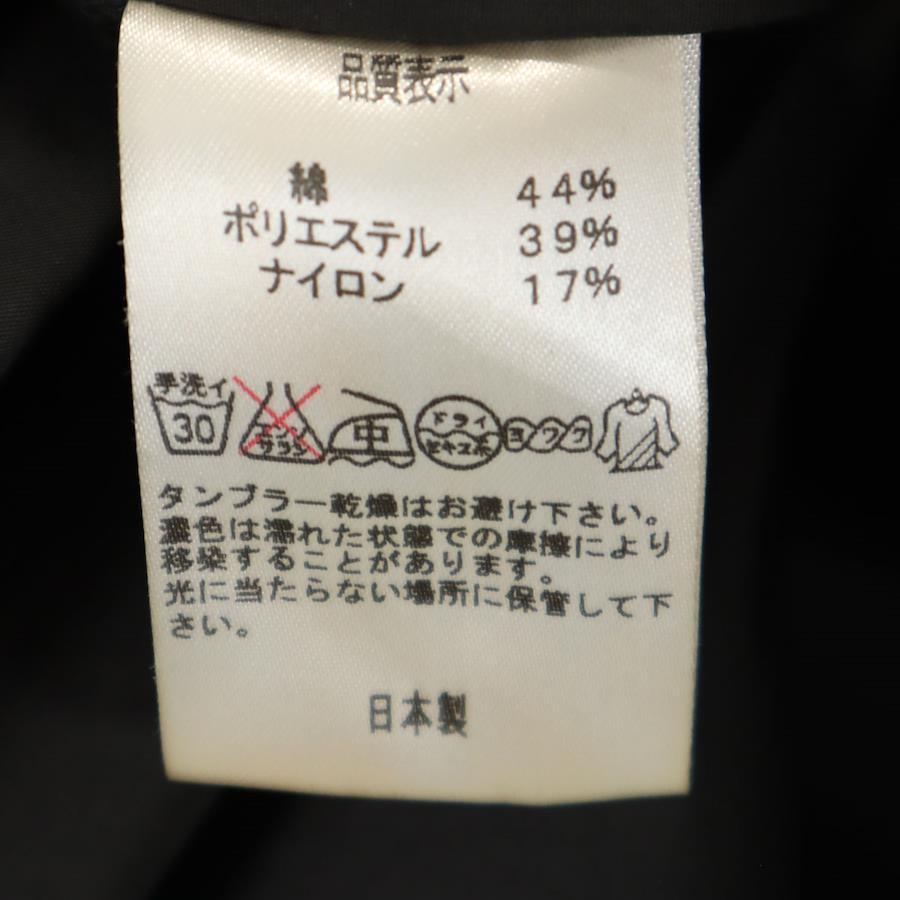 品質表示
綿 44%
ポリエステル 39%
ナイロン 17%
手洗イ
30
エンソ
サラシ
中
ドライ
セキユ系
ヨワク
タンブラー乾燥はお避け下さい。
濃色は濡れた状態での摩擦により
移染することがあります。
光に当たらない場所に保管して下
さい。
日本製